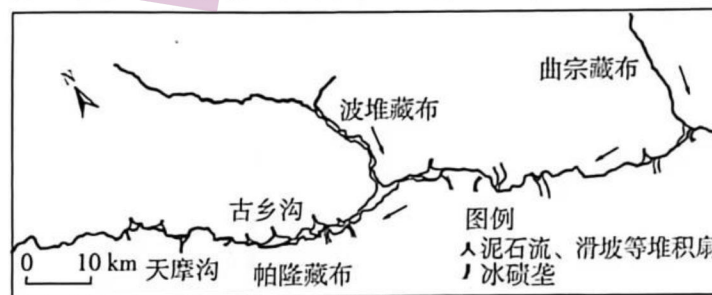 N
曲宗藏布
波堆藏布
古乡沟
图例
泥石流、滑坡等堆积扇
冰碛垄
0 10 km
天摩沟
帕隆藏布